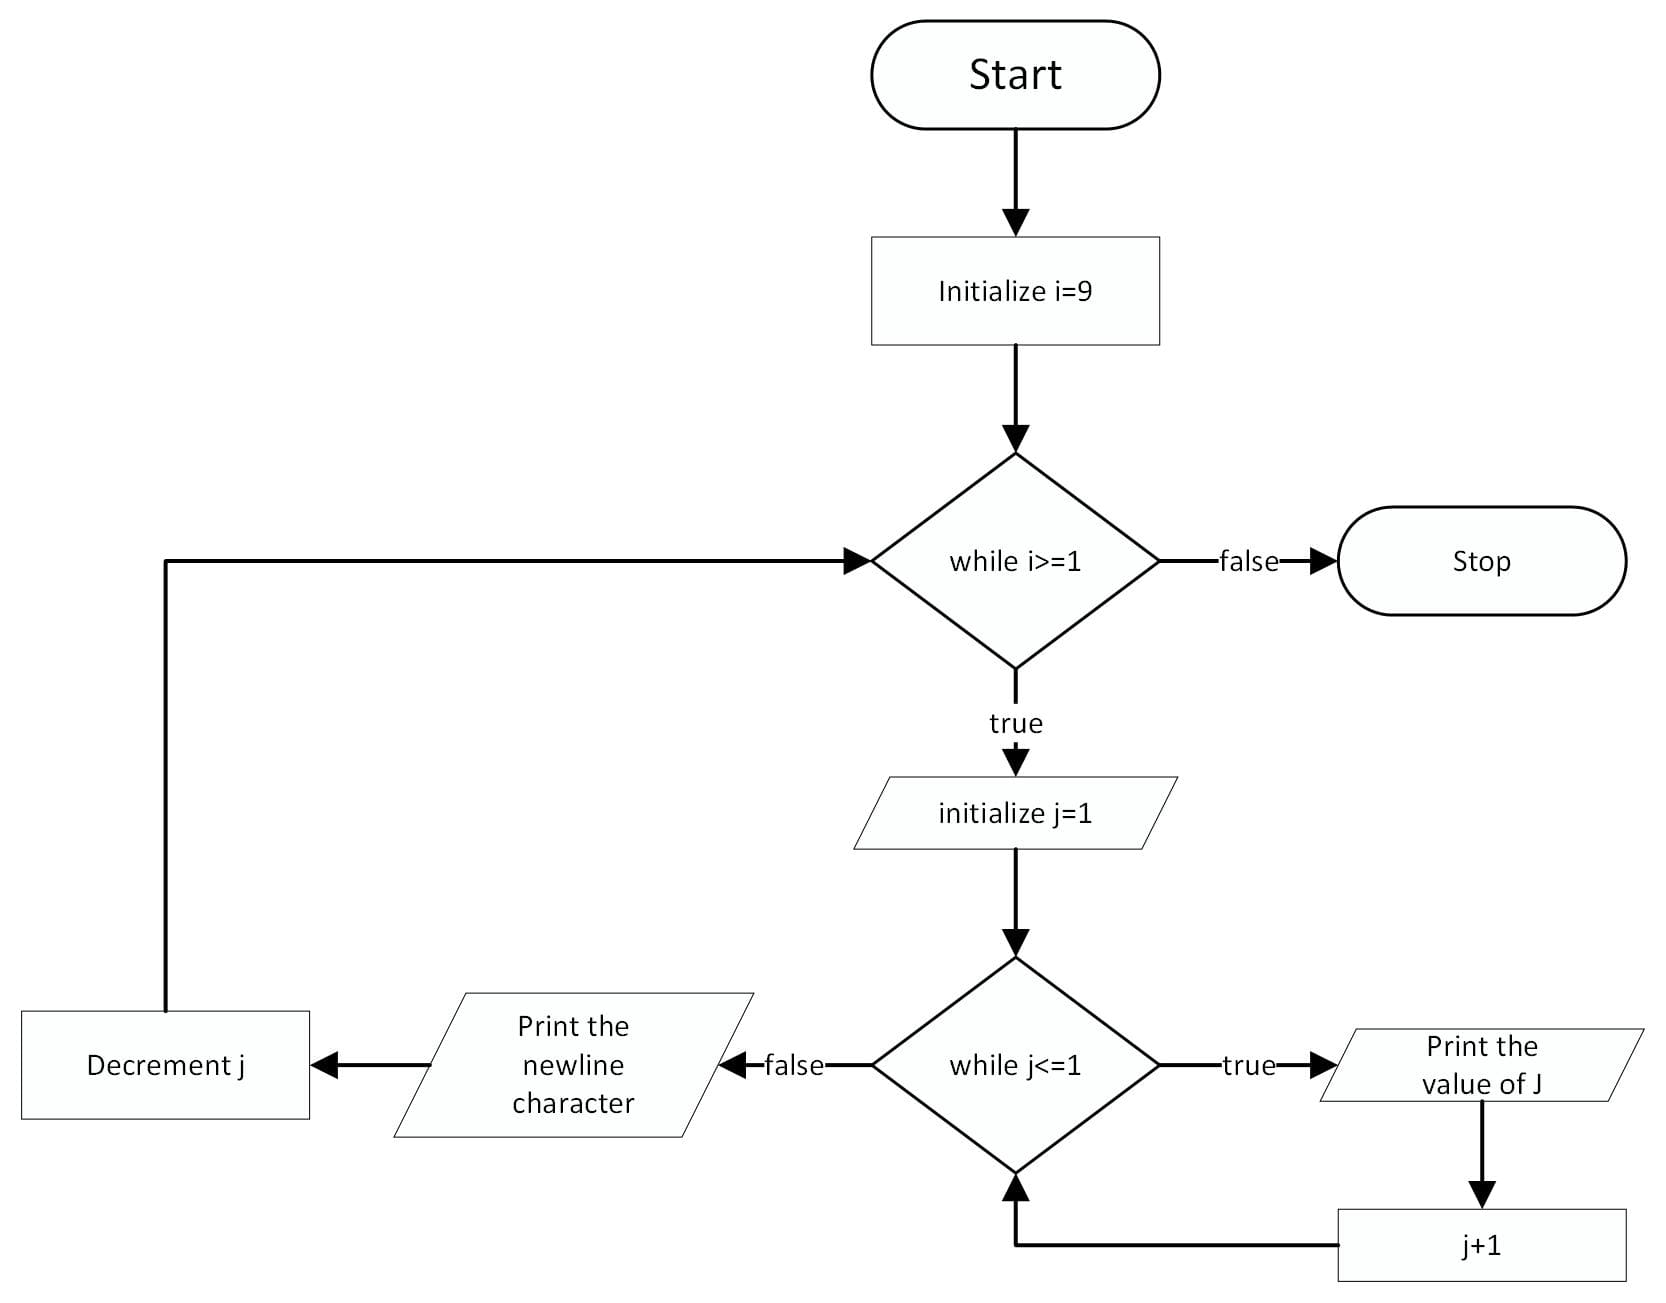 Start
Initialize i=9
while i>=1
false
Stop
true
initialize j=1
while j<=1
true
Print the
value of J
j+1
false
Print the
newline
character
Decrement j